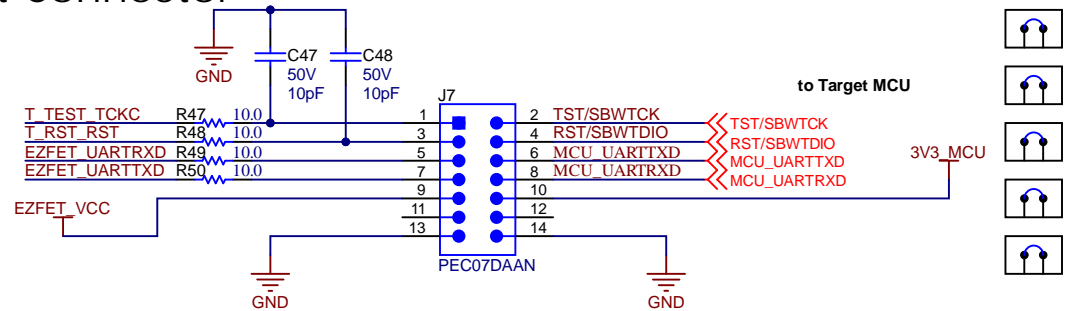 C47
C48
GND
50V
50V
10pF
10pF
to Target MCU
J7
T_TEST_TCKC
R47
10.0
1
2
TST/SBWTCK
TST/SBWTCK
T_RST_RST
R48
10.0
3
4
RST/SBWTDIO
RST/SBWTDIO
EZFET_UARTRXD
R49
10.0
5
6
MCU_UARTTXD
MCU_UARTTXD
3V3_MCU
EZFET_UARTTXD
R50
10.0
7
8
MCU_UARTRXD
MCU_UARTRXD
9
10
EZFET_VCC
11
12
13
14
PEC07DAAN
GND
GND